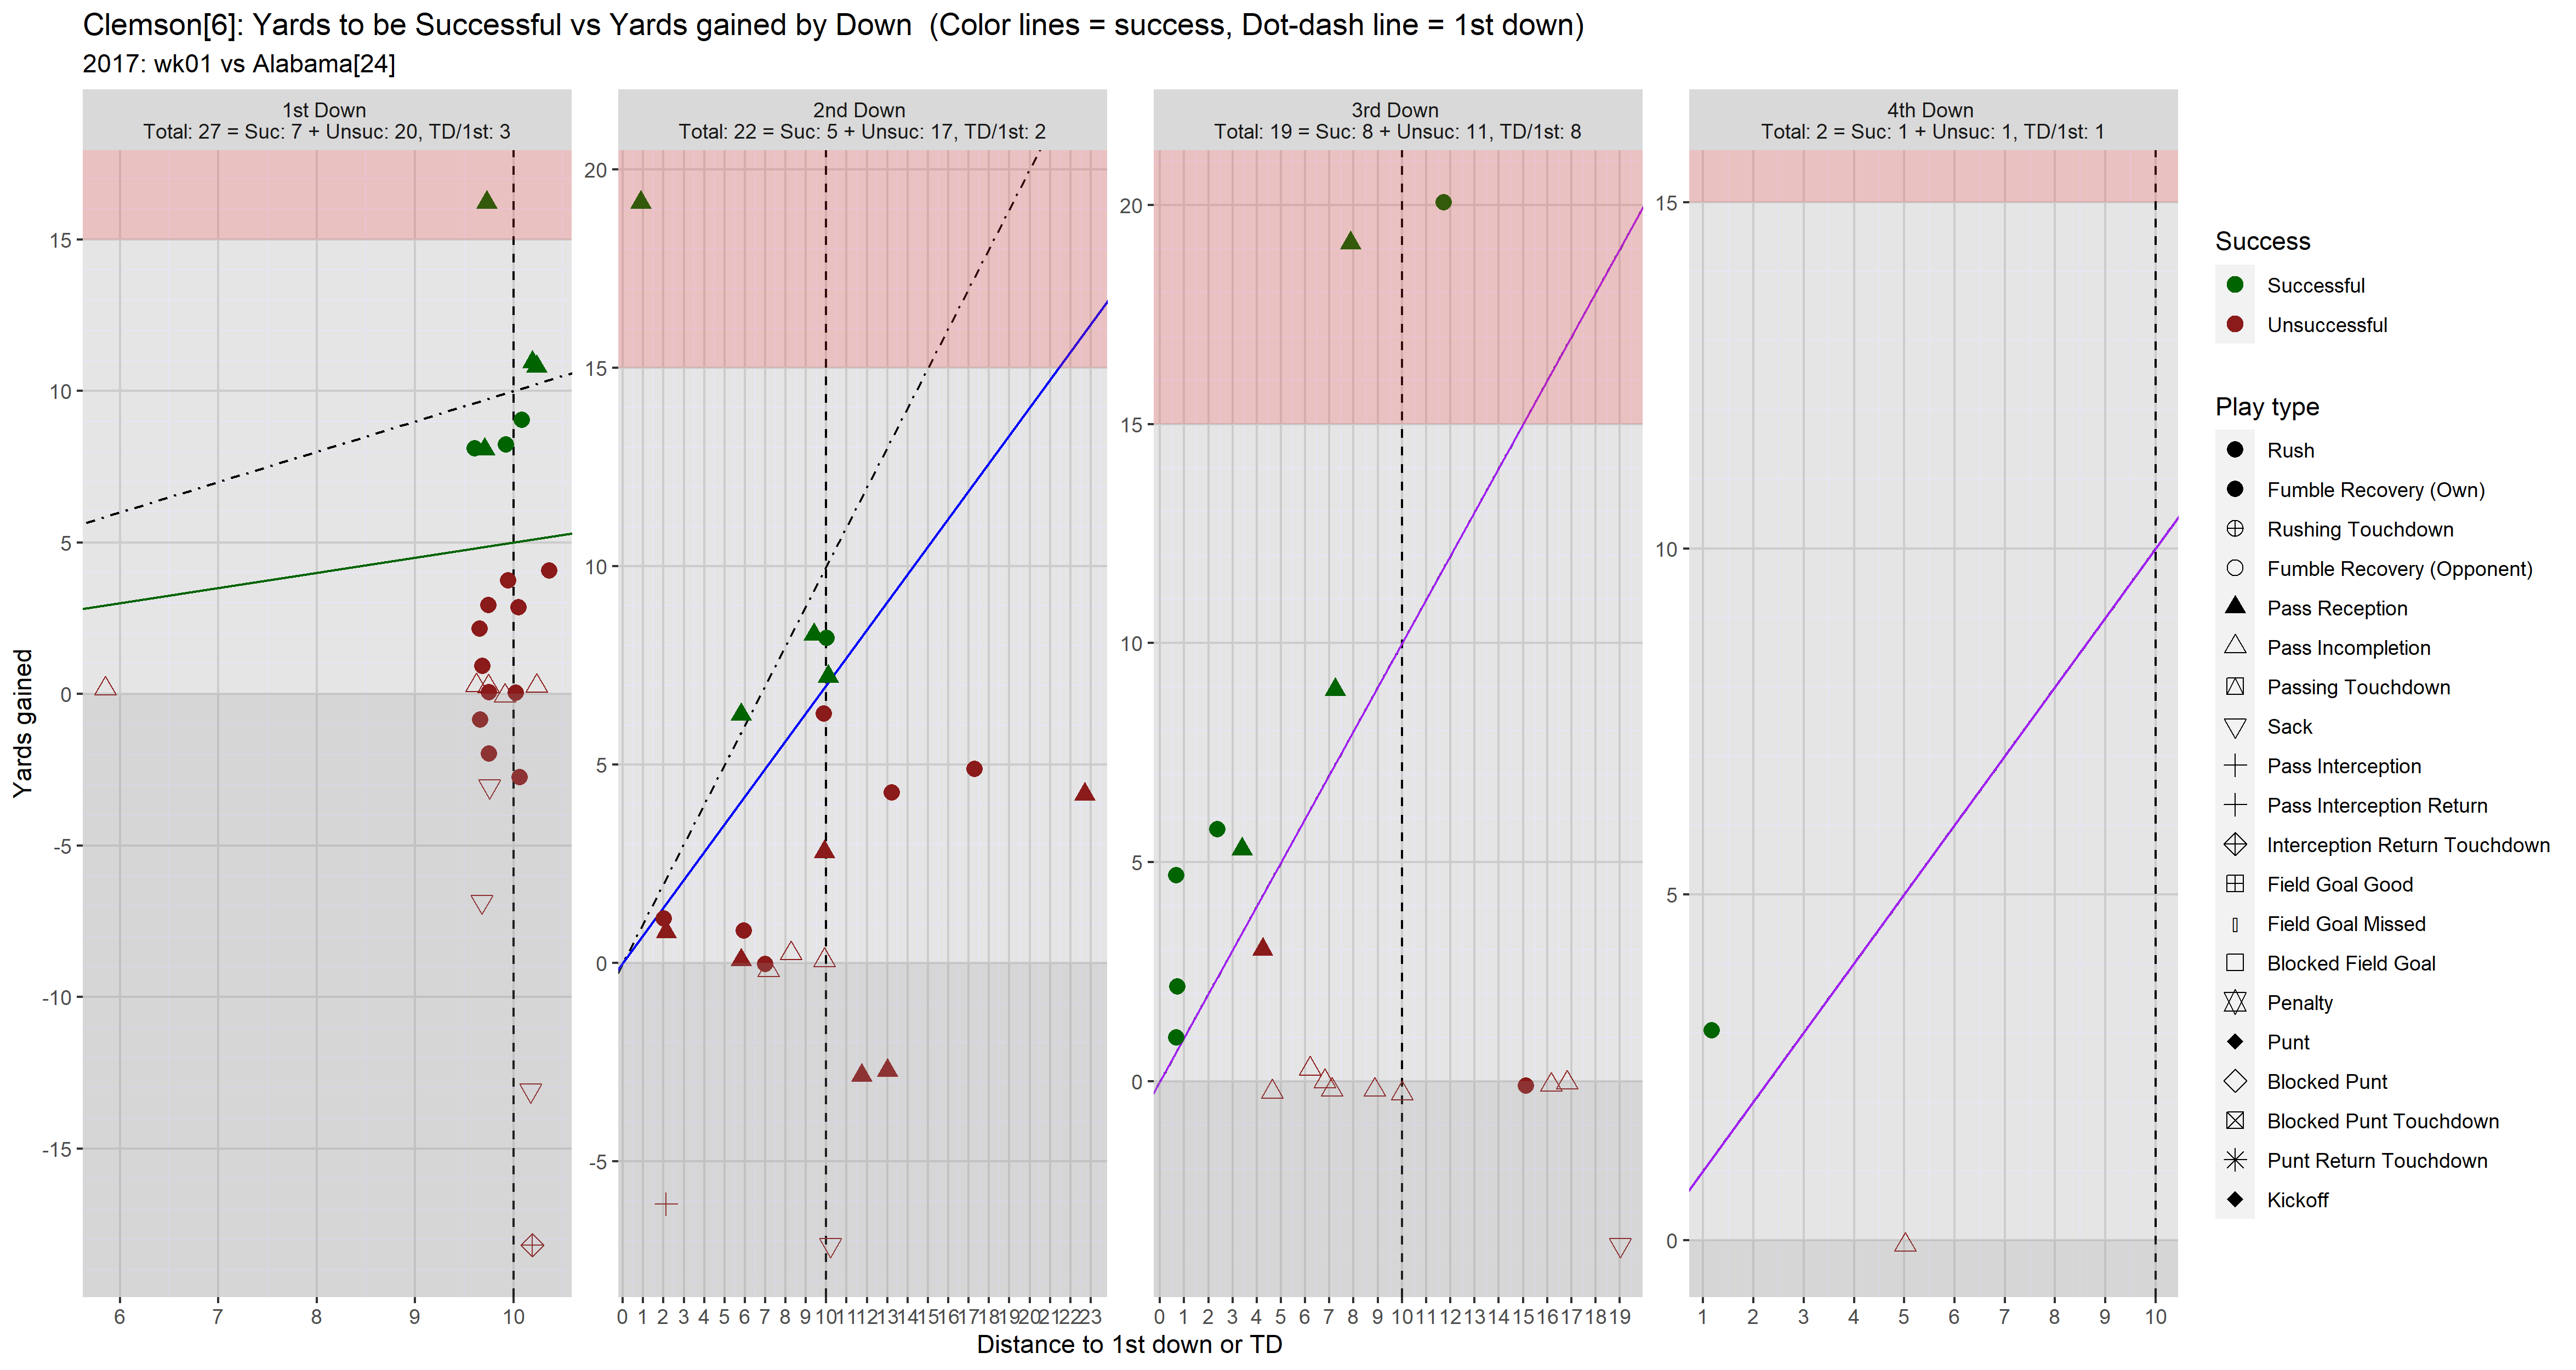 Clemson[6]: Yards to be Successful vs Yards gained by Down  (Color lines = success, Dot-dash line = 1st down)
2017: wk01 vs Alabama[24]
1st Down
Total: 27 = Suc: 7 + Unsuc: 20, TD/1st: 3
2nd Down
Total: 22 = Suc: 5 + Unsuc: 17, TD/1st: 2
3rd Down
Total: 19 = Suc: 8 + Unsuc: 11, TD/1st: 8
4th Down
Total: 2 = Suc: 1 + Unsuc: 1, TD/1st: 1
Yards gained
15
10
5
0
-5
-10
-15
6 7 8 9 10
20
15
10
5
0
-5
0 1 2 3 4 5 6 7 8 9 10 11 12 13 14 15 16 17 18 19 20 21 22 23
20
15
10
5
0
0 1 2 3 4 5 6 7 8 9 10 11 12 13 14 15 16 17 18 19
15
10
5
0
1 2 3 4 5 6 7 8 9 10
Distance to 1st down or TD
Success
Successful
Unsuccessful
Play type
Rush
Fumble Recovery (Own)
Rushing Touchdown
Fumble Recovery (Opponent)
Pass Reception
Pass Incompletion
Passing Touchdown
Sack
Pass Interception
Pass Interception Return
Interception Return Touchdown
Field Goal Good
Field Goal Missed
Blocked Field Goal
Penalty
Punt
Blocked Punt
Blocked Punt Touchdown
Punt Return Touchdown
Kickoff